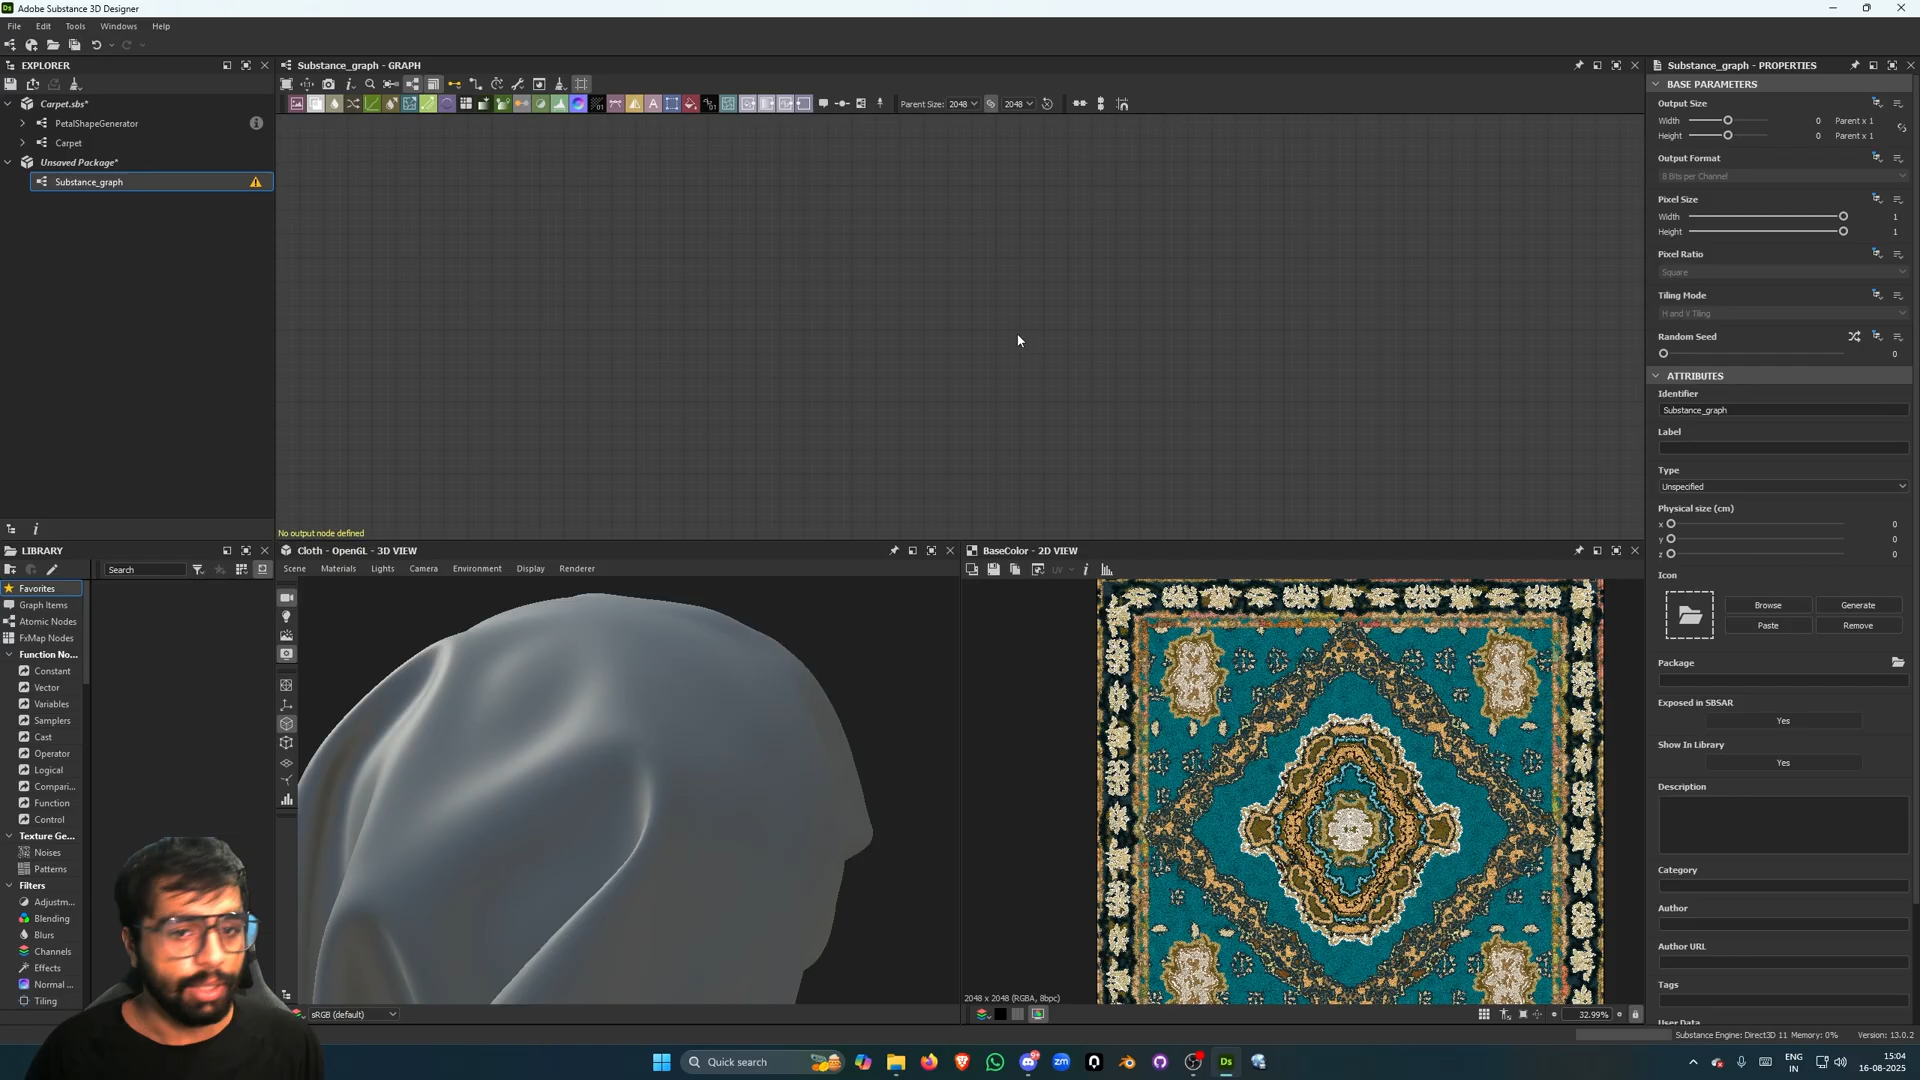 Adobe Substance 3D Designer
File Edit Tools Windows Help
EXPLORER
Carpet.sbs*
PetalShapeGenerator
Carpet
Unsaved Package*
Substance_graph
Substance_graph - GRAPH
Parent Size: 2048 2048
No output node defined
LIBRARY
Search
Favorites
Graph Items
Atomic Nodes
FxMap Nodes
Function No...
Constant
Vector
Variables
Samplers
Cast
Operator
Logical
Compari...
Function
Control
Texture Ge...
Noises
Patterns
Filters
Adjustm...
Blending
Blurs
Channels
Effects
Normal ...
Tiling
Cloth - OpenGL - 3D VIEW
Scene Materials Lights Camera Environment Display Renderer
sRGB (default)
BaseColor - 2D VIEW
UV
2048 x 2048 (RGBA, 8bpc)
32.99%
Substance_graph - PROPERTIES
BASE PARAMETERS
Output Size
Width 0 Parent x 1
Height 0 Parent x 1
Output Format
8 Bits per Channel
Pixel Size
Width 1
Height 1
Pixel Ratio
Square
Tiling Mode
H and V Tiling
Random Seed
0
ATTRIBUTES
Identifier
Substance_graph
Label
Type
Unspecified
Physical size (cm)
x 0
y 0
z 0
Icon
Browse Generate
Paste Remove
Package
Exposed in SBSAR
Yes
Show In Library
Yes
Description
Category
Author
Author URL
Tags
User Data
Substance Engine: Direct3D 11 Memory: 0% Version: 13.0.2
Quick search
zm
Ds
ENG
IN
15:04
16-08-2025